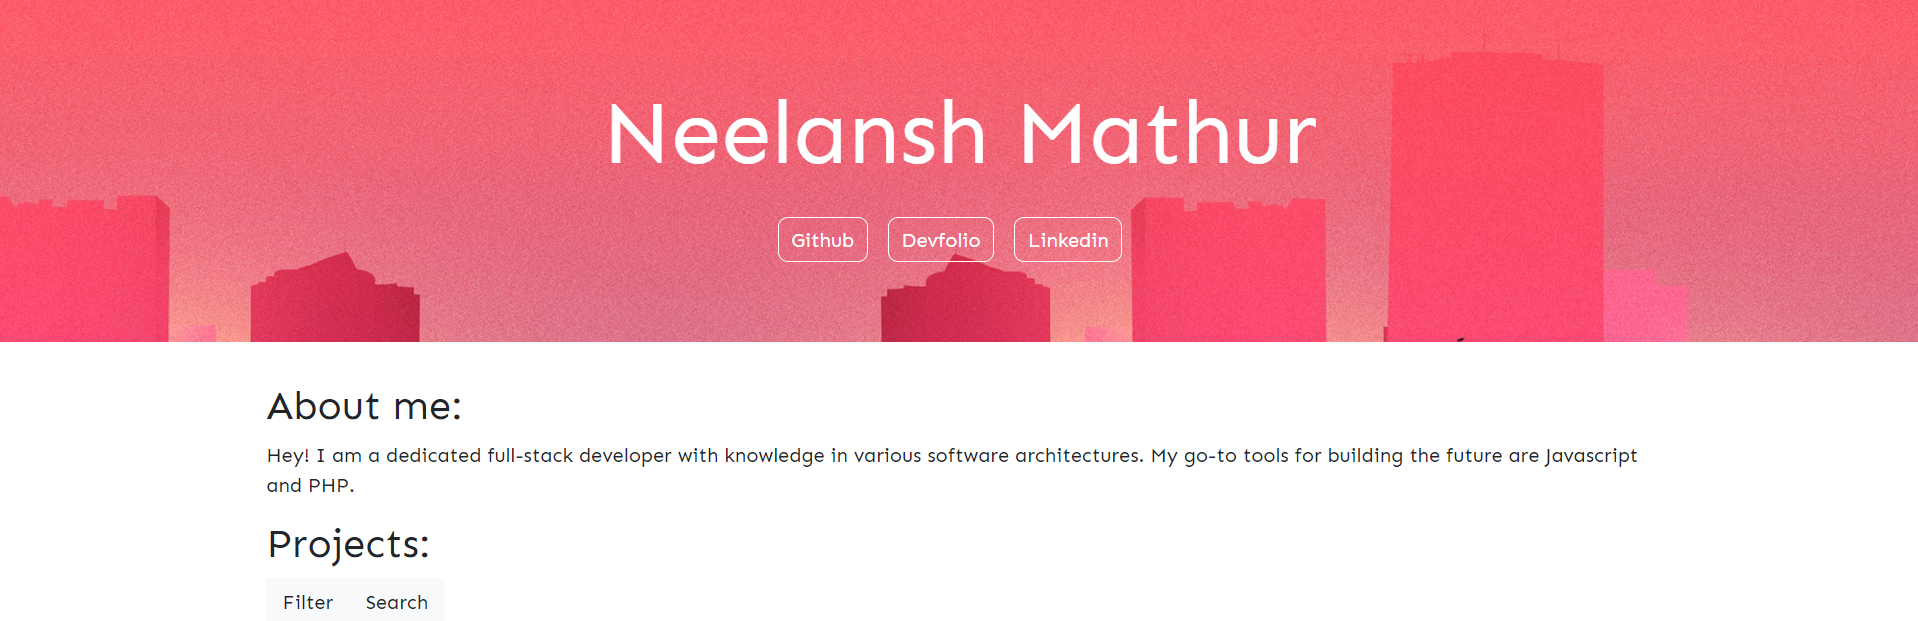 Neelansh Mathur
Github Devfolio Linkedin
About me:
Hey! I am a dedicated full-stack developer with knowledge in various software architectures. My go-to tools for building the future are Javascript
and PHP.
Projects:
Filter Search